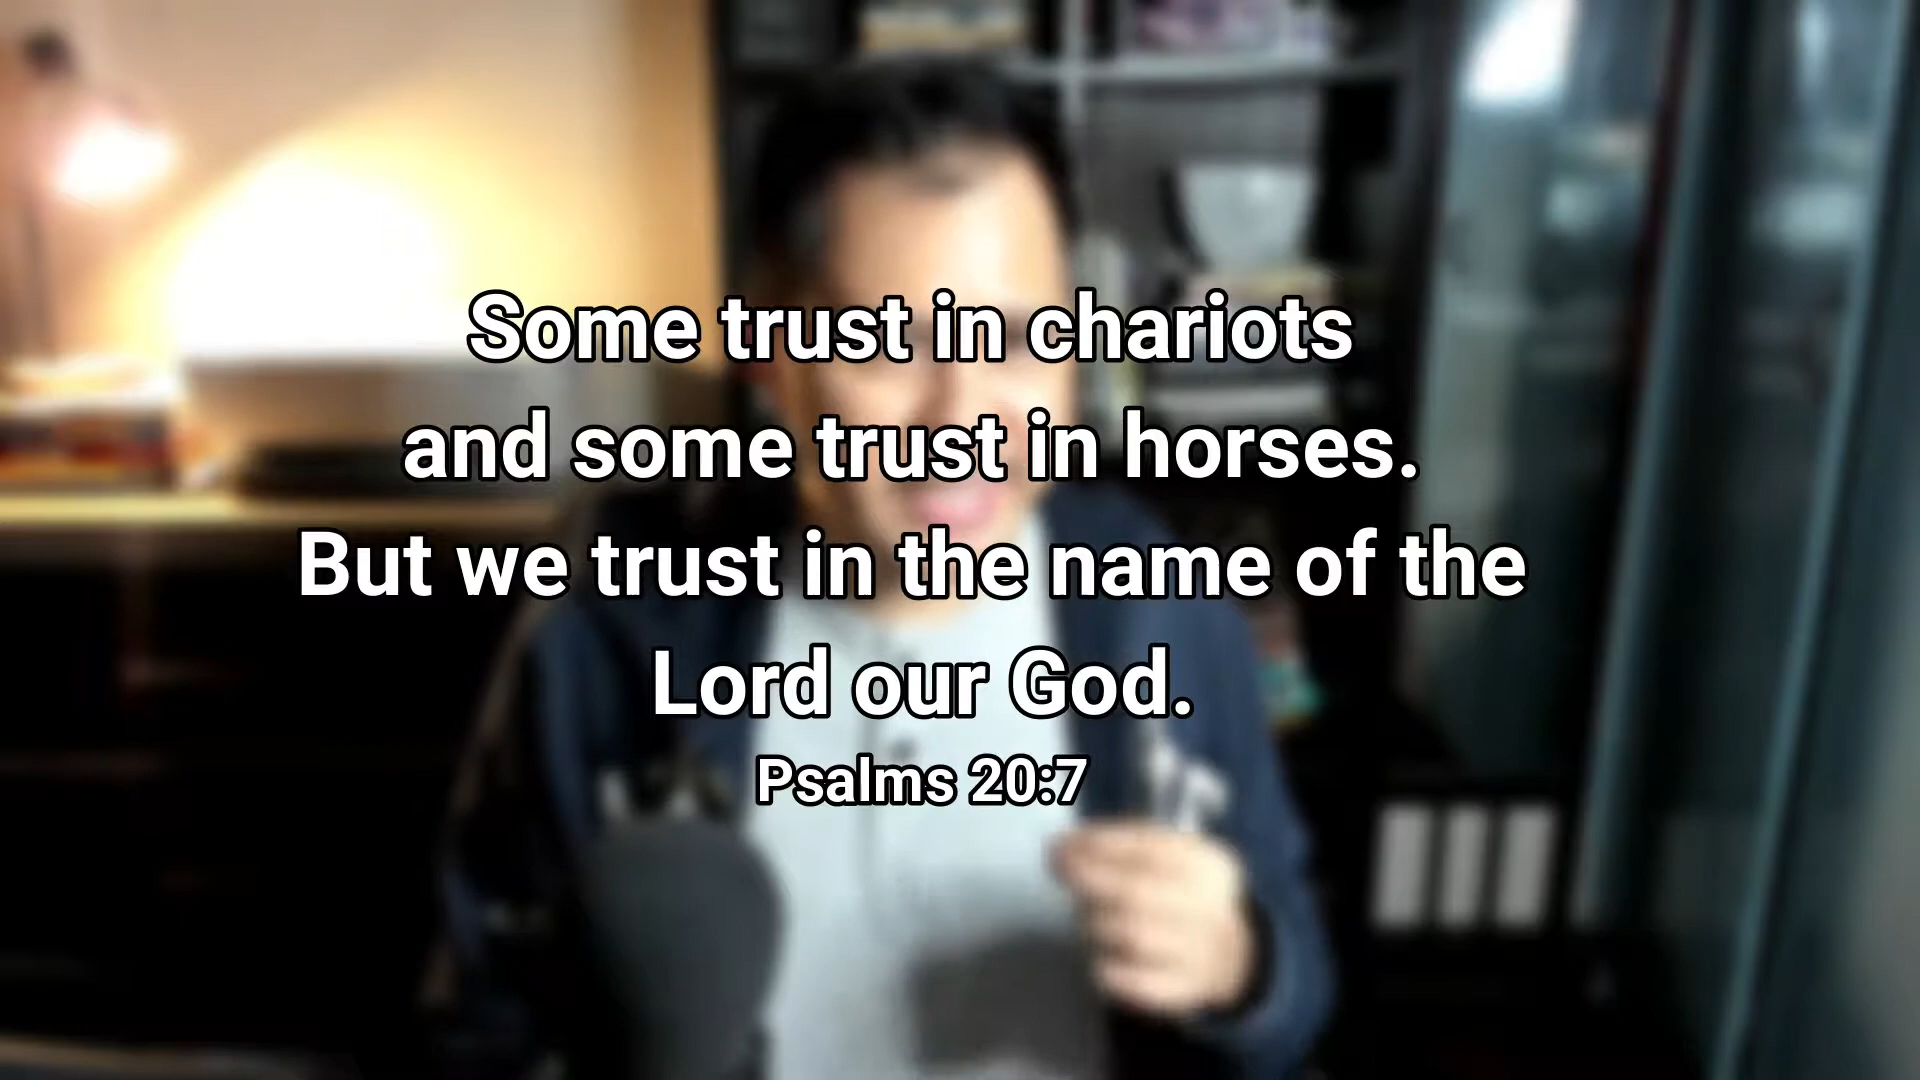 Some trust in chariots
and some trust in horses.
But we trust in the name of the
Lord our God.
Psalms 20:7